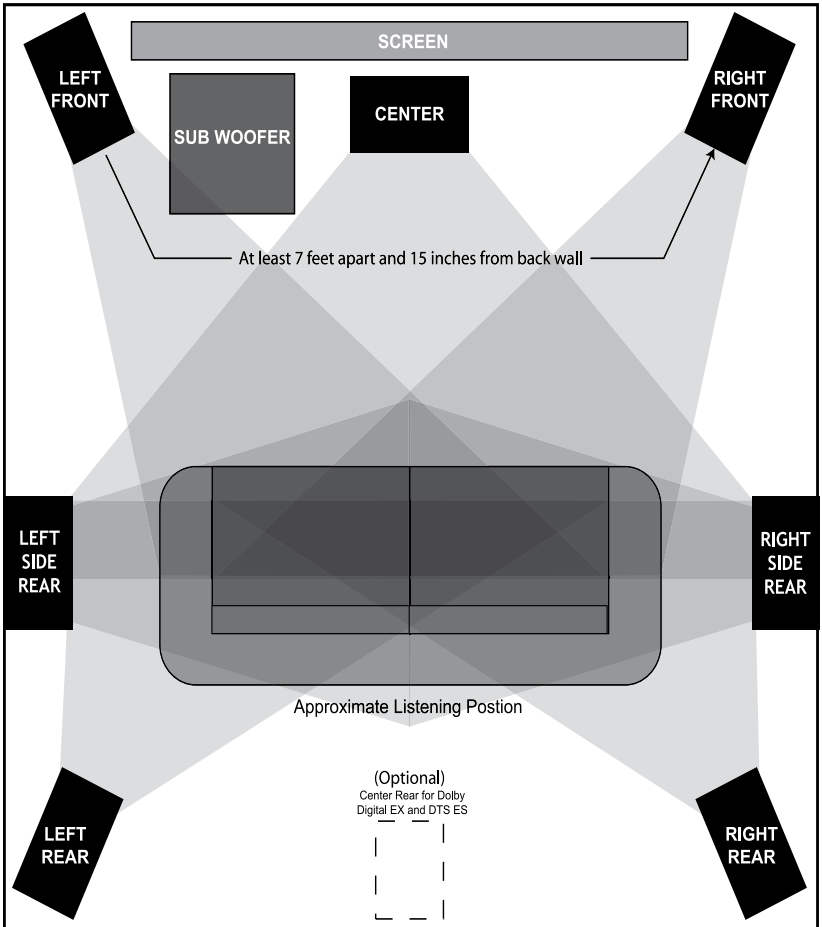 SCREEN
LEFT
FRONT
RIGHT
FRONT
SUB WOOFER
CENTER
At least 7 feet apart and 15 inches from back wall
LEFT
SIDE
REAR
RIGHT
SIDE
REAR
Approximate Listening Postion
(Optional)
Center Rear for Dolby
Digital EX and DTS ES
LEFT
REAR
RIGHT
REAR